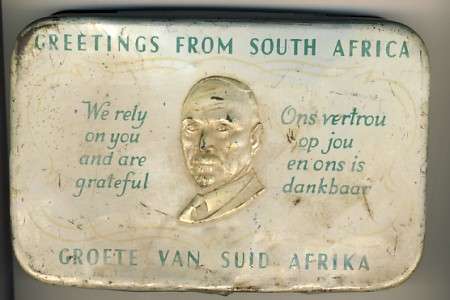 GREETINGS FROM SOUTH AFRICA
We rely
on you
and are
grateful
Ons vertrou
op jou
en ons is
dankbaar
GROETE VAN SUID AFRIKA